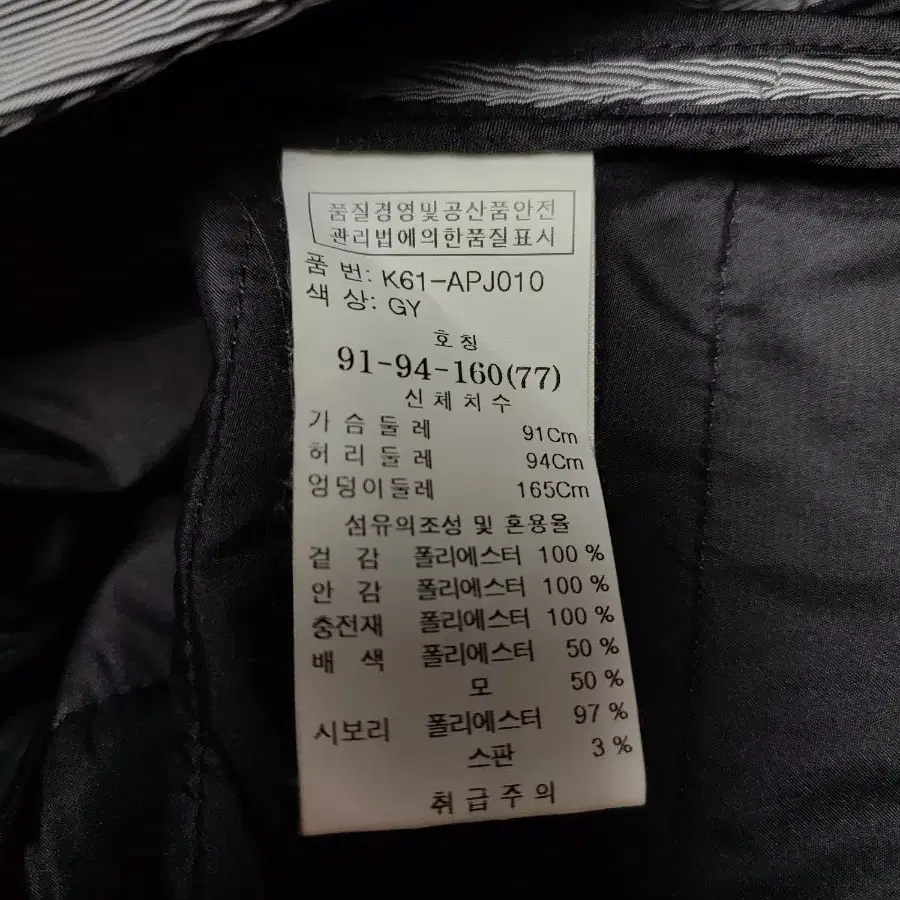 품질경영및공산품안전
관리법에의한품질표시
품 번: K61-APJ010
색 상: GY
호 칭
91-94-160(77)
신 체 치 수
가 슴 둘 레 91Cm
허 리 둘 레 94Cm
엉덩이둘레 165Cm
섬유의조성 및 혼용율
겉 감 폴리에스터 100 %
안 감 폴리에스터 100 %
충전재 폴리에스터 100 %
배 색 폴리에스터 50 %
모 50 %
시보리 폴리에스터 97 %
스판 3 %
취 급 주 의